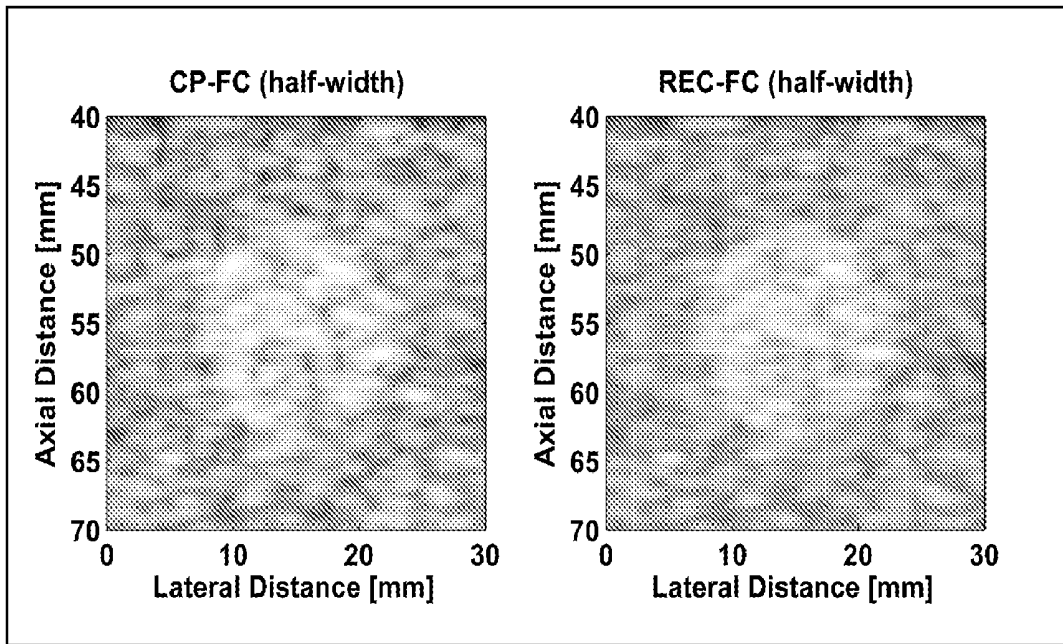 CP-FC (half-width)
40
45
50
55
60
65
70
Axial Distance [mm]
0 10 20 30
Lateral Distance [mm]
REC-FC (half-width)
40
45
50
55
60
65
70
Axial Distance [mm]
0 10 20 30
Lateral Distance [mm]